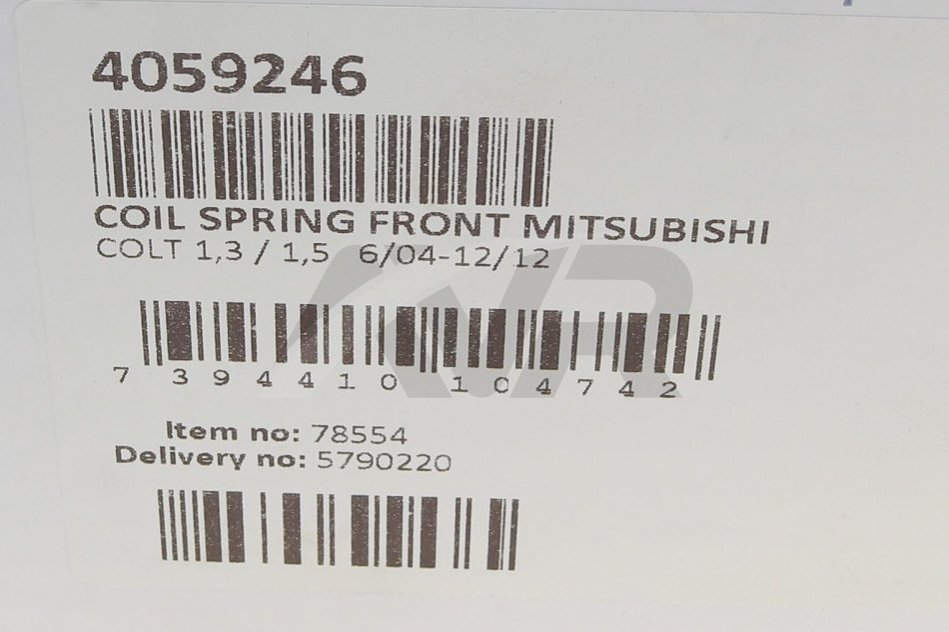 4059246
COIL SPRING FRONT MITSUBISHI
COLT 1,3 / 1,5 6/04-12/12
7 394410 104742
Item no: 78554
Delivery no: 5790220